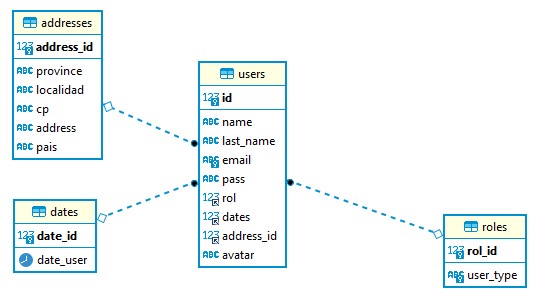 addresses
123 address_id
ABC province
ABC localidad
ABC cp
ABC address
ABC pais
users
123 id
ABC name
ABC last_name
ABC email
ABC pass
123 rol
123 dates
123 address_id
ABC avatar
dates
123 date_id
date_user
roles
123 rol_id
ABC user_type